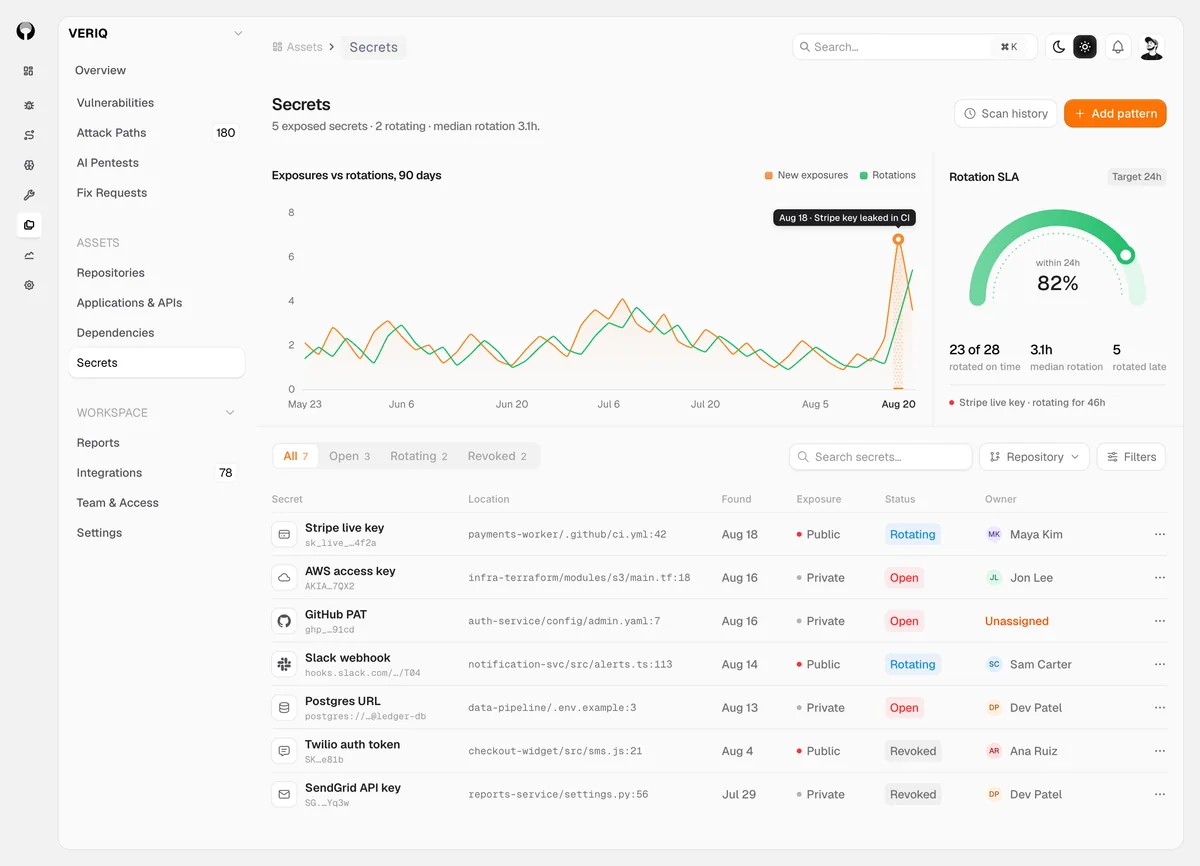 VERIQ
Overview
Vulnerabilities
Attack Paths 180
AI Pentests
Fix Requests
ASSETS
Repositories
Applications & APIs
Dependencies
Secrets
WORKSPACE
Reports
Integrations 78
Team & Access
Settings
Assets > Secrets
Search… ⌘K
Secrets
5 exposed secrets · 2 rotating · median rotation 3.1h.
Scan history
+ Add pattern
Exposures vs rotations, 90 days
New exposures Rotations
Aug 18 · Stripe key leaked in CI
8
6
4
2
0
May 23 Jun 6 Jun 20 Jul 6 Jul 20 Aug 5 Aug 20
Rotation SLA Target 24h
within 24h
82%
23 of 28 3.1h 5
rotated on time median rotation rotated late
Stripe live key · rotating for 46h
All 7 Open 3 Rotating 2 Revoked 2
Search secrets… Repository Filters
Secret Location Found Exposure Status Owner
Stripe live key
sk_live_…4f2a payments-worker/.github/ci.yml:42 Aug 18 Public Rotating MK Maya Kim
AWS access key
AKIA…7QX2 infra-terraform/modules/s3/main.tf:18 Aug 16 Private Open JL Jon Lee
GitHub PAT
ghp_…91cd auth-service/config/admin.yaml:7 Aug 16 Private Open Unassigned
Slack webhook
hooks.slack.com/…/T04 notification-svc/src/alerts.ts:113 Aug 14 Public Rotating SC Sam Carter
Postgres URL
postgres://…@ledger-db data-pipeline/.env.example:3 Aug 13 Private Open DP Dev Patel
Twilio auth token
SK…e81b checkout-widget/src/sms.js:21 Aug 4 Public Revoked AR Ana Ruiz
SendGrid API key
SG.…Yq3w reports-service/settings.py:56 Jul 29 Private Revoked DP Dev Patel